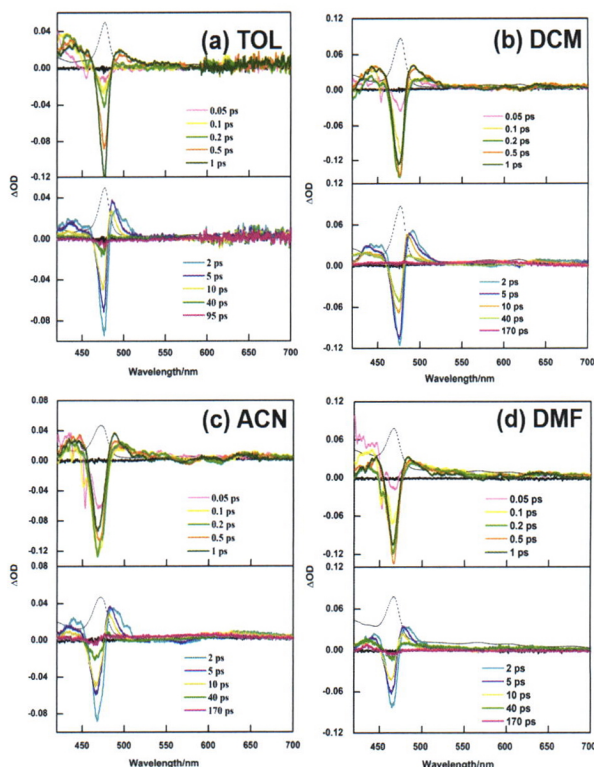 (a) TOL
0.04
0.00
-0.04
-0.08
-0.12
0.05 ps
0.1 ps
0.2 ps
0.5 ps
1 ps
ΔOD
0.04
0.00
-0.04
-0.08
2 ps
5 ps
10 ps
40 ps
95 ps
450 500 550 600 650 700
Wavelength/nm
(b) DCM
0.12
0.06
0.00
-0.06
-0.12
0.05 ps
0.1 ps
0.2 ps
0.5 ps
1 ps
ΔOD
0.12
0.06
0.00
-0.06
-0.12
2 ps
5 ps
10 ps
40 ps
170 ps
450 500 550 600 650 700
Wavelength/nm
(c) ACN
0.08
0.04
0.00
-0.04
-0.08
-0.12
0.05 ps
0.1 ps
0.2 ps
0.5 ps
1 ps
ΔOD
0.08
0.04
0.00
-0.04
-0.08
2 ps
5 ps
10 ps
40 ps
170 ps
450 500 550 600 650 700
Wavelength/nm
(d) DMF
0.10
0.05
0.00
-0.05
-0.10
0.05 ps
0.1 ps
0.2 ps
0.5 ps
1 ps
ΔOD
0.12
0.06
0.00
-0.06
-0.12
2 ps
5 ps
10 ps
40 ps
170 ps
450 500 550 600 650 700
Wavelength/nm